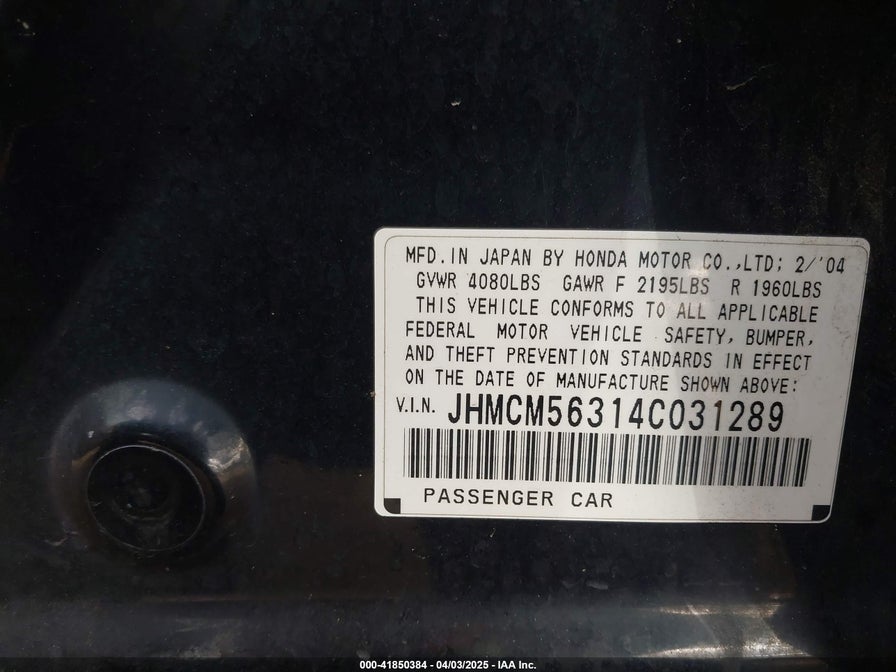 MFD.IN JAPAN BY HONDA MOTOR CO.,LTD; 2/'04
GVWR 4080LBS GAWR F 2195LBS R 1960LBS
THIS VEHICLE CONFORMS TO ALL APPLICABLE
FEDERAL MOTOR VEHICLE SAFETY, BUMPER,
AND THEFT PREVENTION STANDARDS IN EFFECT
ON THE DATE OF MANUFACTURE SHOWN ABOVE:
V.I.N. JHMCM56314C031289
PASSENGER CAR
000-41850384 - 04/03/2025 - IAA Inc.